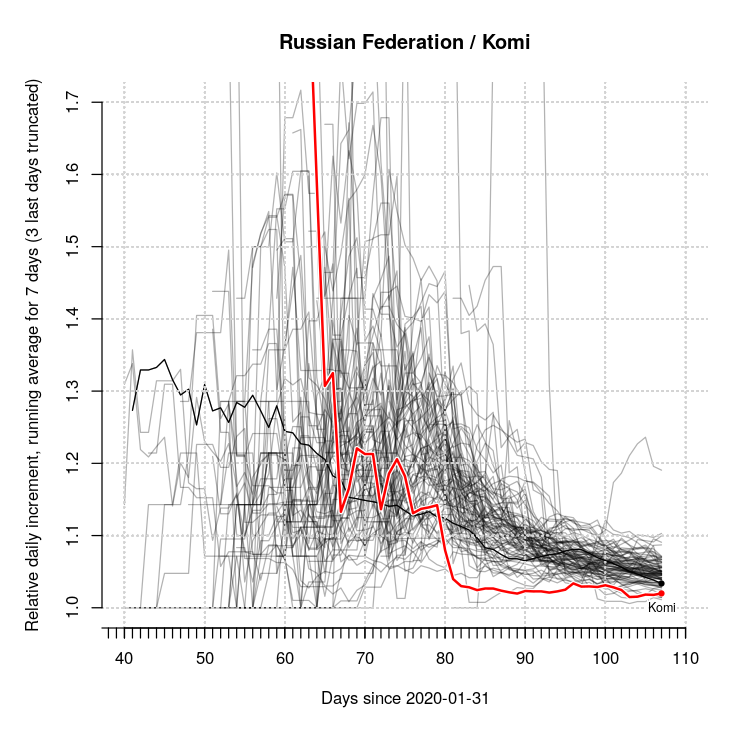 Russian Federation / Komi
Relative daily increment, running average for 7 days (3 last days truncated)
1.7
1.6
1.5
1.4
1.3
1.2
1.1
1.0
Komi
40 50 60 70 80 90 100 110
Days since 2020-01-31